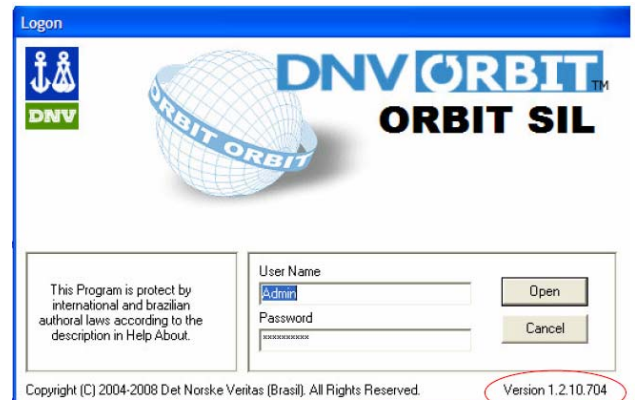 Logon
DNV
DNV ORBIT TM
ORBIT SIL
ORBIT ORBIT
This Program is protect by
international and brazilian
authoral laws according to the
description in Help About.
User Name
Admin
Password
xxxxxxxxxx
Open
Cancel
Copyright (C) 2004-2008 Det Norske Veritas (Brasil). All Rights Reserved.
Version 1.2.10.704